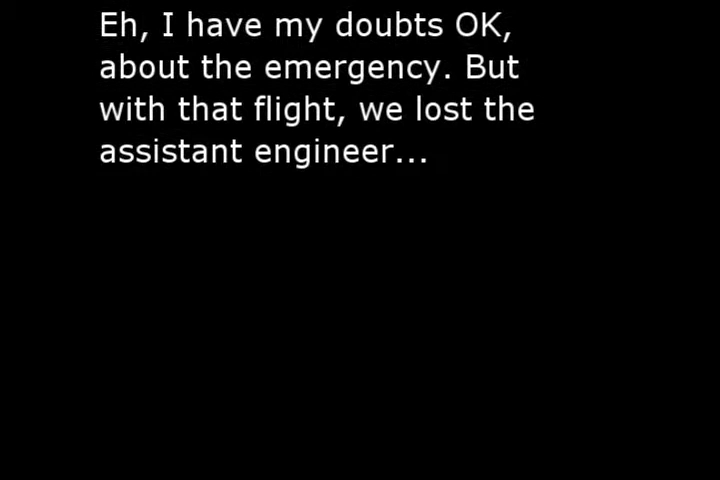 Eh, I have my doubts OK,
about the emergency. But
with that flight, we lost the
assistant engineer...